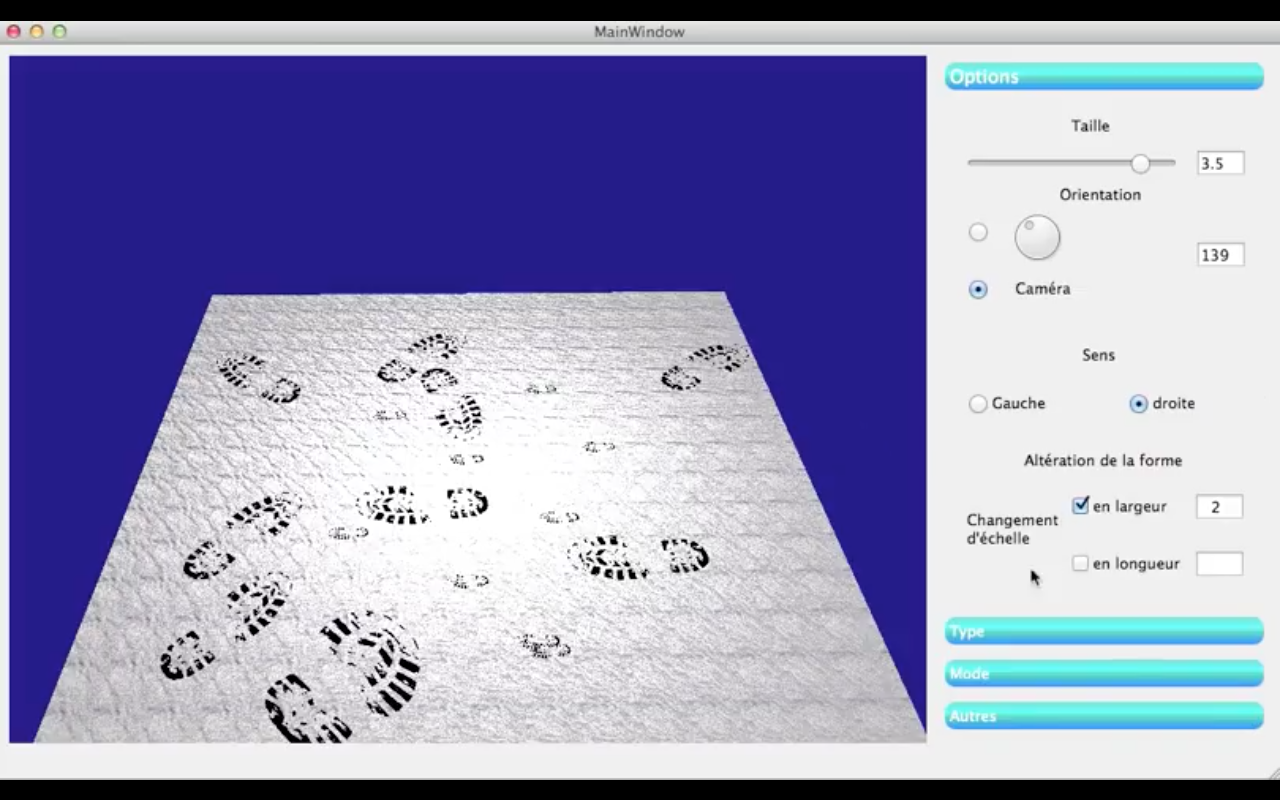 MainWindow
Options
Taille
3.5
Orientation
139
Caméra
Sens
Gauche
droite
Altération de la forme
Changement
d'échelle
en largeur
2
en longueur
Type
Mode
Autres